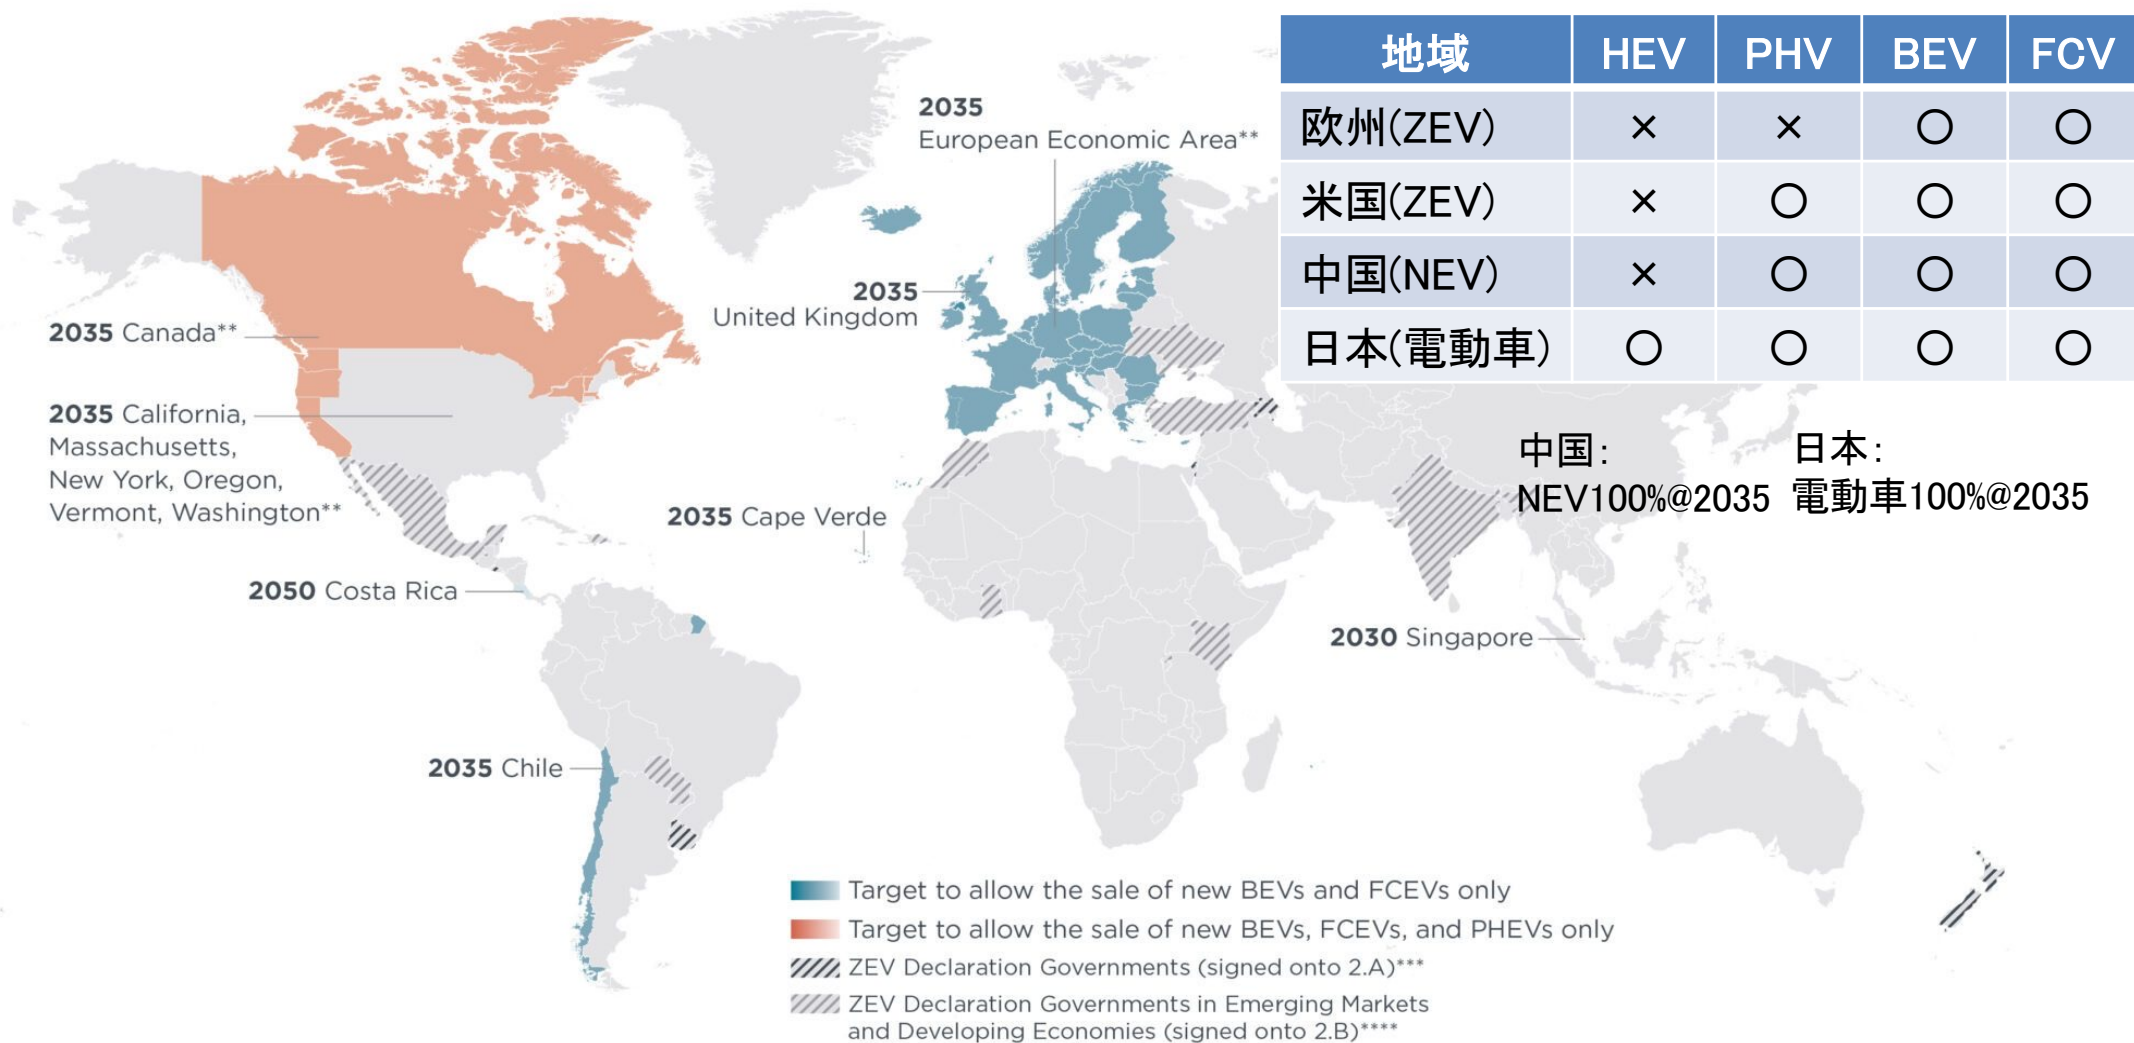 地域 HEV PHV BEV FCV
欧州(ZEV) × × ○ ○
米国(ZEV) × ○ ○ ○
中国(NEV) × ○ ○ ○
日本(電動車) ○ ○ ○ ○
2035
European Economic Area**
2035
United Kingdom
2035 Canada**
2035 California,
Massachusetts,
New York, Oregon,
Vermont, Washington**
中国:
NEV100%@2035
日本:
電動車100%@2035
2035 Cape Verde
2050 Costa Rica
2030 Singapore
2035 Chile
Target to allow the sale of new BEVs and FCEVs only
Target to allow the sale of new BEVs, FCEVs, and PHEVs only
ZEV Declaration Governments (signed onto 2.A)***
ZEV Declaration Governments in Emerging Markets
and Developing Economies (signed onto 2.B)****